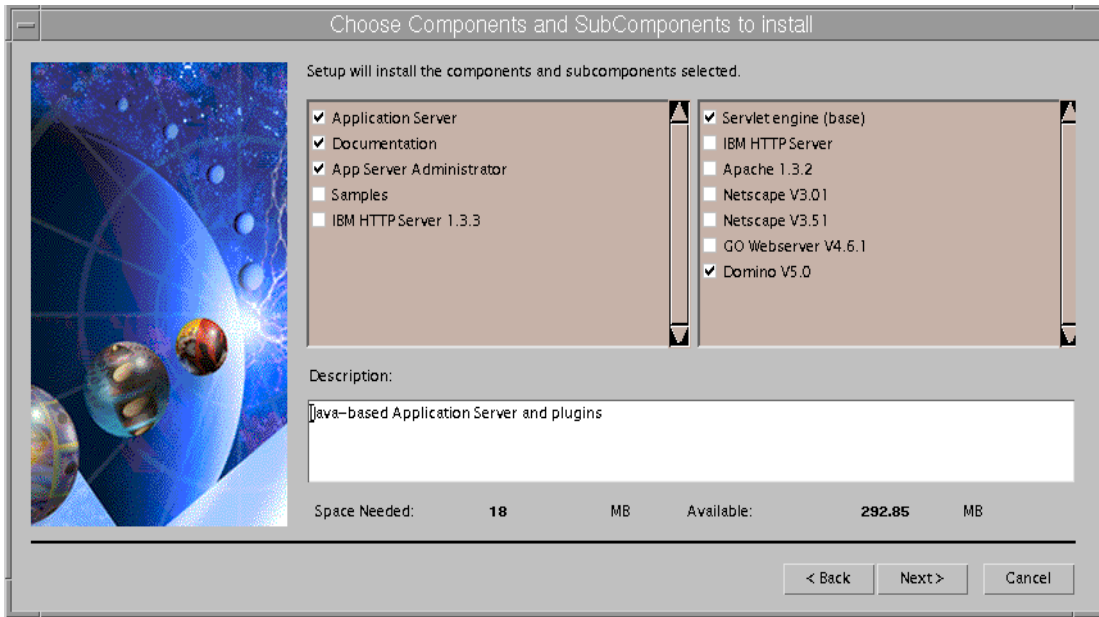 Choose Components and SubComponents to install
Setup will install the components and subcomponents selected.
Application Server
Documentation
App Server Administrator
Samples
IBM HTTP Server 1.3.3
Servlet engine (base)
IBM HTTP Server
Apache 1.3.2
Netscape V3.01
Netscape V3.51
GO Webserver V4.6.1
Domino V5.0
Description:
Java-based Application Server and plugins
Space Needed: 18 MB Available: 292.85 MB
< Back Next > Cancel